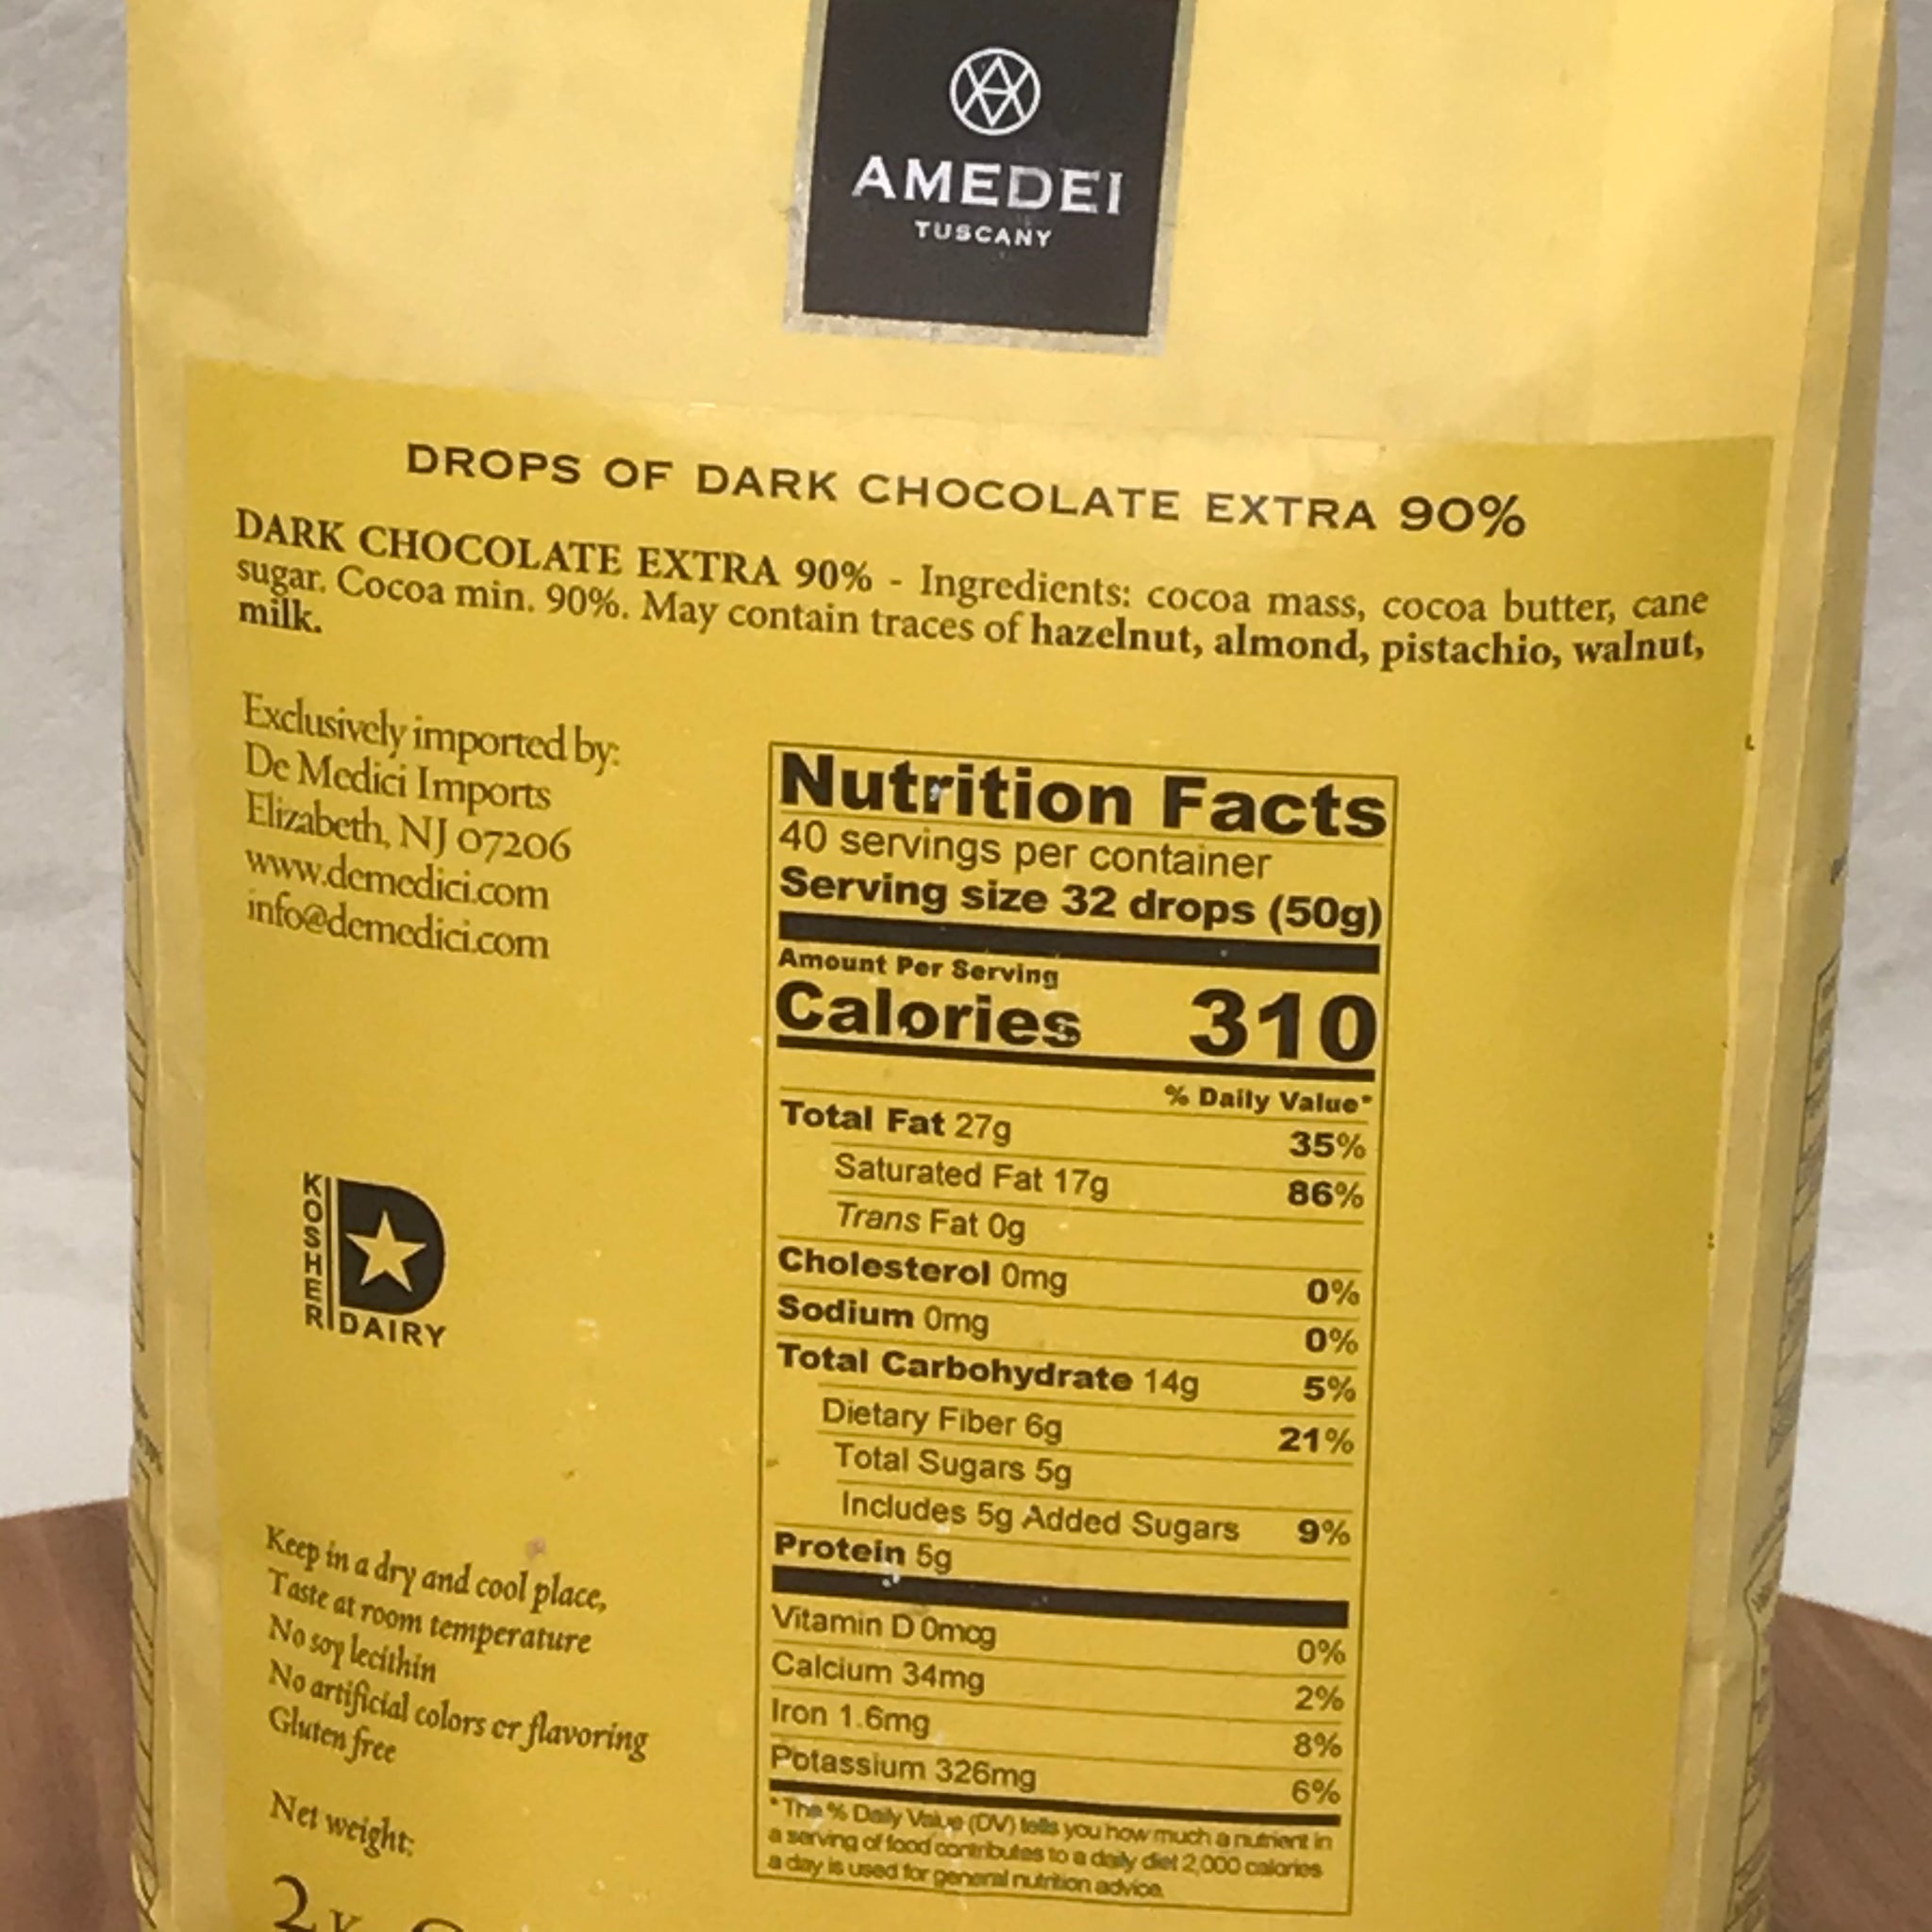 AMEDEI
TUSCANY
DROPS OF DARK CHOCOLATE EXTRA 90%
DARK CHOCOLATE EXTRA 90% - Ingredients: cocoa mass, cocoa butter, cane
sugar. Cocoa min. 90%. May contain traces of hazelnut, almond, pistachio, walnut,
milk.
Exclusively imported by:
De Medici Imports
Elizabeth, NJ 07206
www.demedici.com
info@demedici.com
KOSHER
D
DAIRY
Keep in a dry and cool place,
Taste at room temperature
No soy lecithin
No artificial colors or flavoring
Gluten free
Net weight:
2
Nutrition Facts
40 servings per container
Serving size 32 drops (50g)
Amount Per Serving
Calories 310
% Daily Value*
Total Fat 27g 35%
Saturated Fat 17g 86%
Trans Fat 0g
Cholesterol 0mg 0%
Sodium 0mg 0%
Total Carbohydrate 14g 5%
Dietary Fiber 6g 21%
Total Sugars 5g
Includes 5g Added Sugars 9%
Protein 5g
Vitamin D 0mcg 0%
Calcium 34mg 2%
Iron 1.6mg 8%
Potassium 326mg 6%
*The % Daily Value (DV) tells you how much a nutrient in
a serving of food contributes to a daily diet 2,000 calories
a day is used for general nutrition advice.